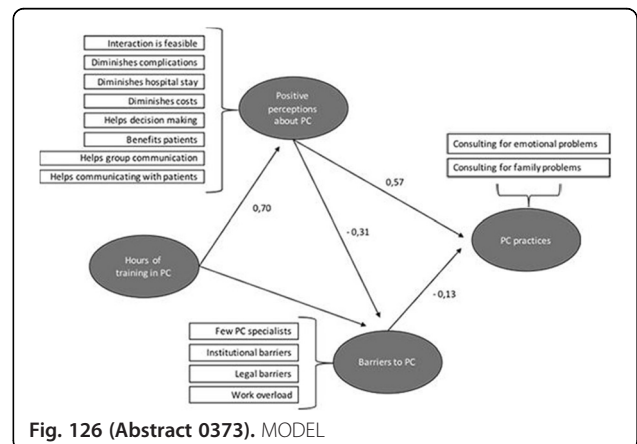 Interaction is feasible
Diminishes complications
Diminishes hospital stay
Diminishes costs
Helps decision making
Benefits patients
Helps group communication
Helps communicating with patients
Positive
perceptions
about PC
Consulting for emotional problems
Consulting for family problems
0,57
0,70
- 0,31
PC practices
Hours of
training in PC
- 0,13
Few PC specialists
Institutional barriers
Legal barriers
Work overload
Barriers to PC
Fig. 126 (Abstract 0373). MODEL